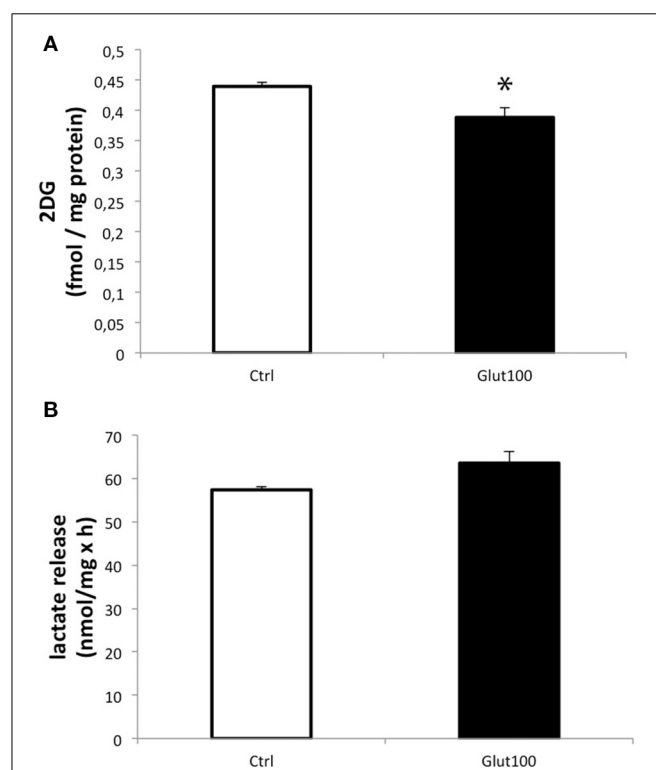 A
2DG
(fmol / mg protein)
0,5
0,45
0,4
0,35
0,3
0,25
0,2
0,15
0,1
0,05
0
*
Ctrl
Glut100
B
lactate release
(nmol/mg x h)
70
60
50
40
30
20
10
0
Ctrl
Glut100